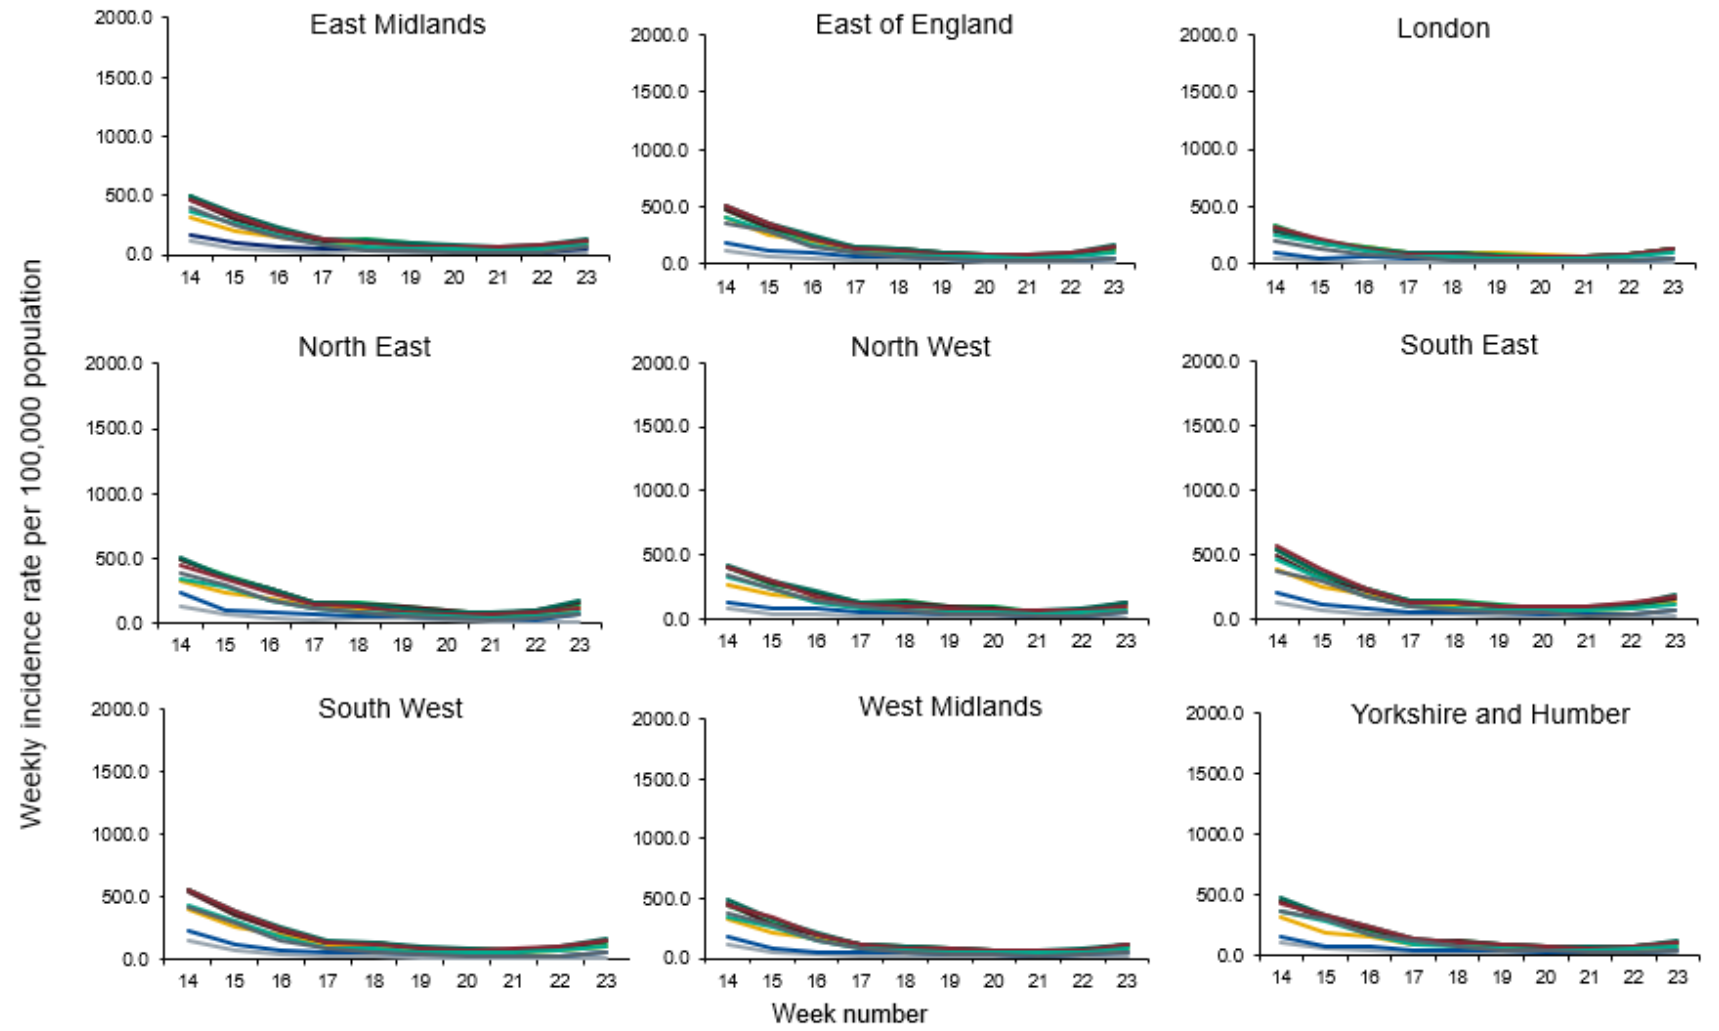 Weekly incidence rate per 100,000 population
East Midlands
2000.0
1500.0
1000.0
500.0
0.0
14 15 16 17 18 19 20 21 22 23
East of England
2000.0
1500.0
1000.0
500.0
0.0
14 15 16 17 18 19 20 21 22 23
London
2000.0
1500.0
1000.0
500.0
0.0
14 15 16 17 18 19 20 21 22 23
North East
2000.0
1500.0
1000.0
500.0
0.0
14 15 16 17 18 19 20 21 22 23
North West
2000.0
1500.0
1000.0
500.0
0.0
14 15 16 17 18 19 20 21 22 23
South East
2000.0
1500.0
1000.0
500.0
0.0
14 15 16 17 18 19 20 21 22 23
South West
2000.0
1500.0
1000.0
500.0
0.0
14 15 16 17 18 19 20 21 22 23
West Midlands
2000.0
1500.0
1000.0
500.0
0.0
14 15 16 17 18 19 20 21 22 23
Yorkshire and Humber
2000.0
1500.0
1000.0
500.0
0.0
14 15 16 17 18 19 20 21 22 23
Week number